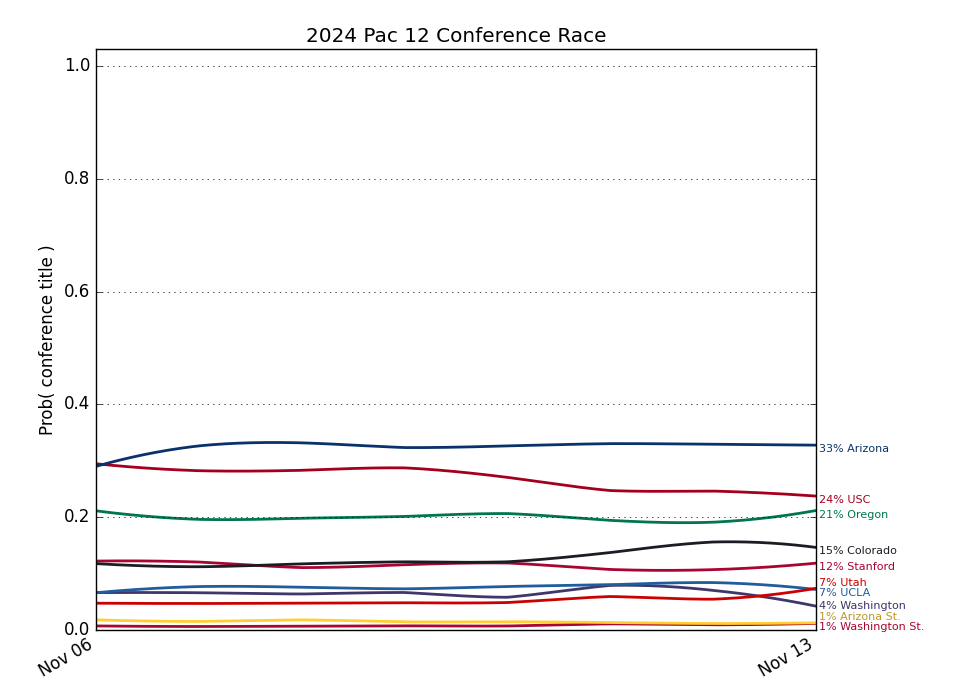 2024 Pac 12 Conference Race
1.0
0.8
0.6
0.4
0.2
0.0
Prob( conference title )
33% Arizona
24% USC
21% Oregon
15% Colorado
12% Stanford
7% Utah
7% UCLA
4% Washington
1% Arizona St.
1% Washington St.
Nov 06
Nov 13